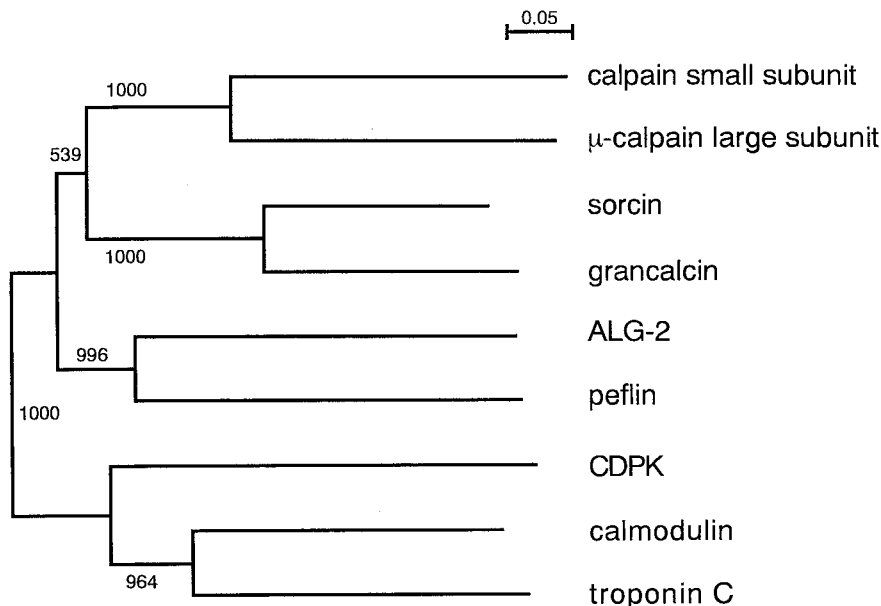 0.05
1000
calpain small subunit
µ-calpain large subunit
539
sorcin
1000
grancalcin
ALG-2
996
peflin
1000
CDPK
calmodulin
964
troponin C